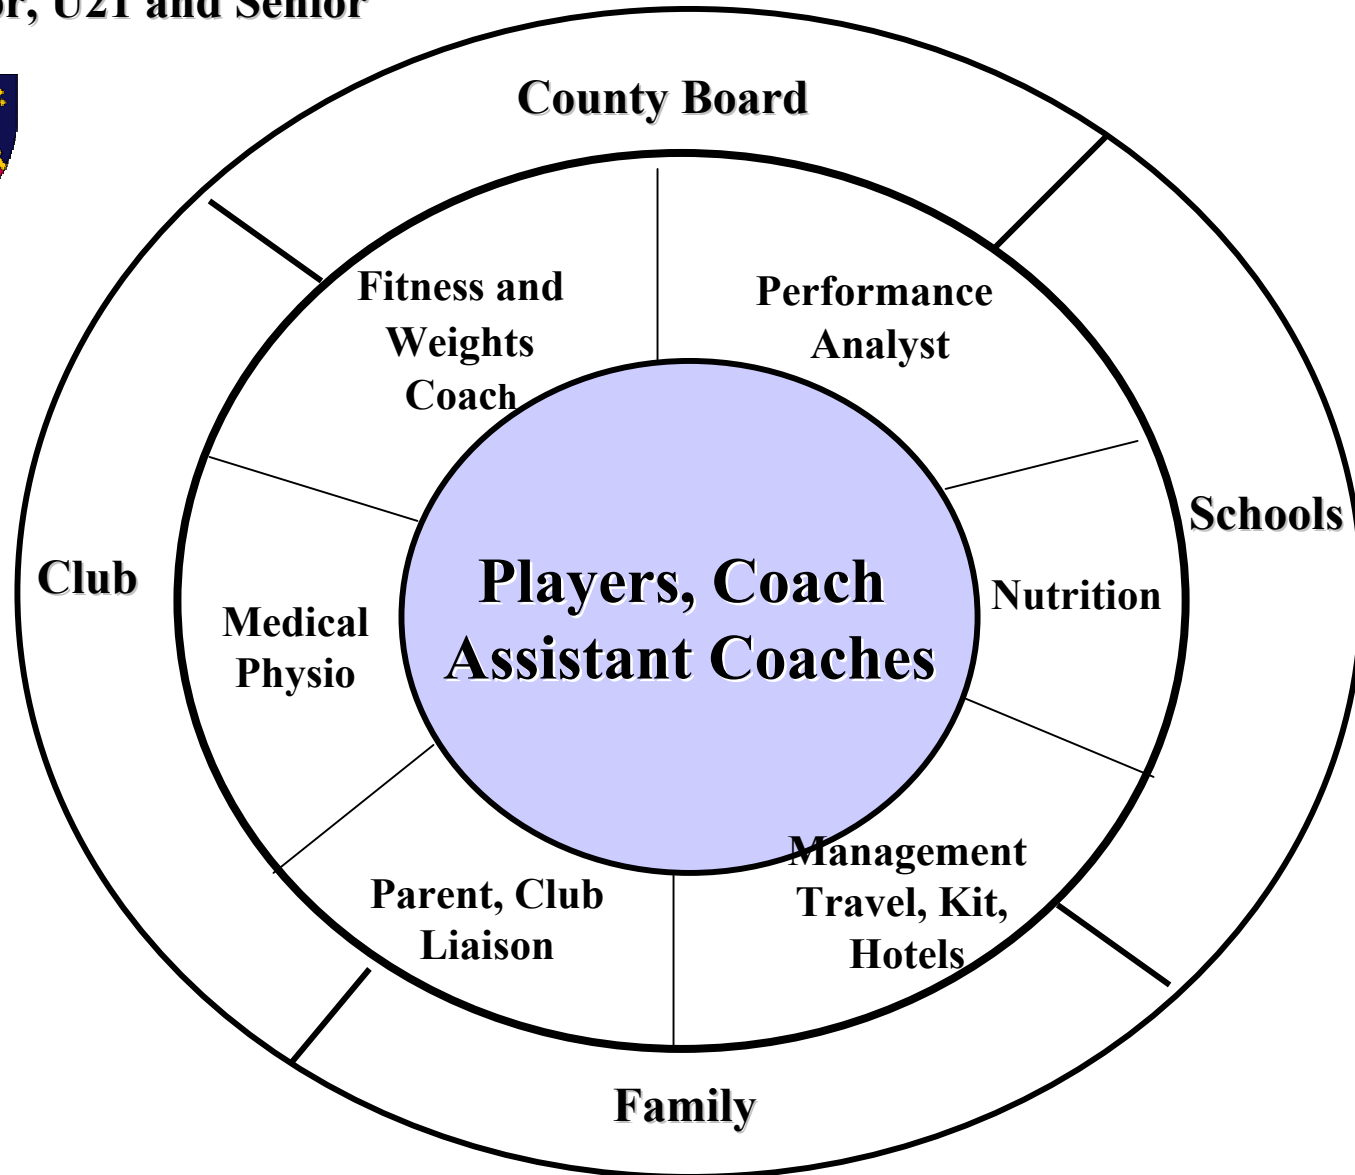 U21 and Senior
County Board
Fitness and
Weights
Coach
Performance
Analyst
Schools
Club
Players, Coach
Assistant Coaches
Nutrition
Medical
Physio
Management
Travel, Kit,
Hotels
Parent, Club
Liaison
Family